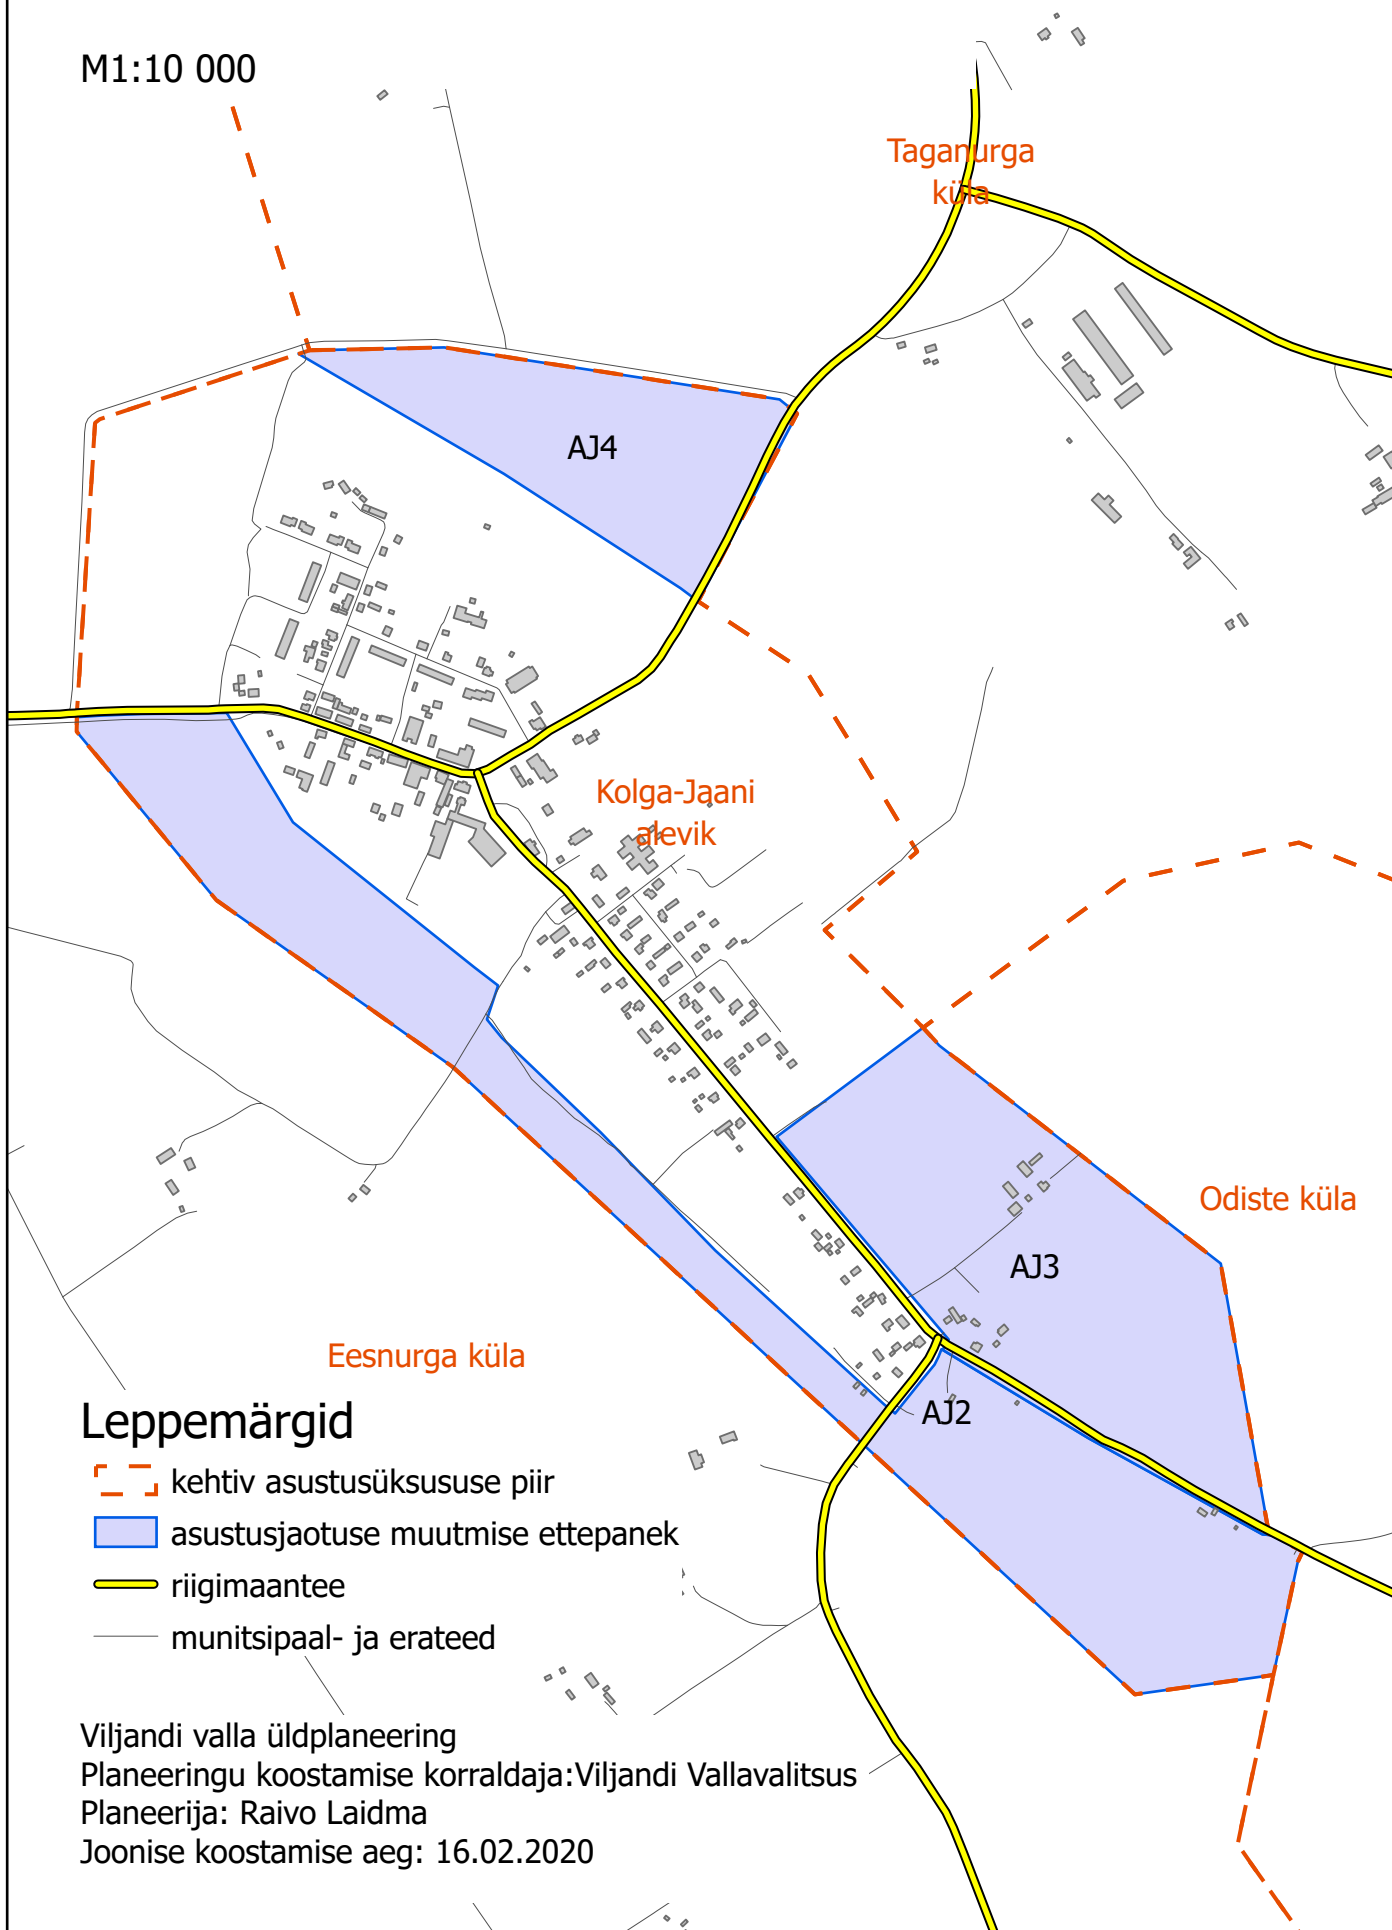 M1:10 000
Taganurga
küla
AJ4
Kolga-Jaani
alevik
Odiste küla
AJ3
Eesnurga küla
AJ2
Leppemärgid
kehtiv asustusüksususe piir
asustusjaotuse muutmise ettepanek
riigimaantee
munitsipaal- ja erateed
Viljandi valla üldplaneering
Planeeringu koostamise korraldaja:Viljandi Vallavalitsus
Planeerija: Raivo Laidma
Joonise koostamise aeg: 16.02.2020